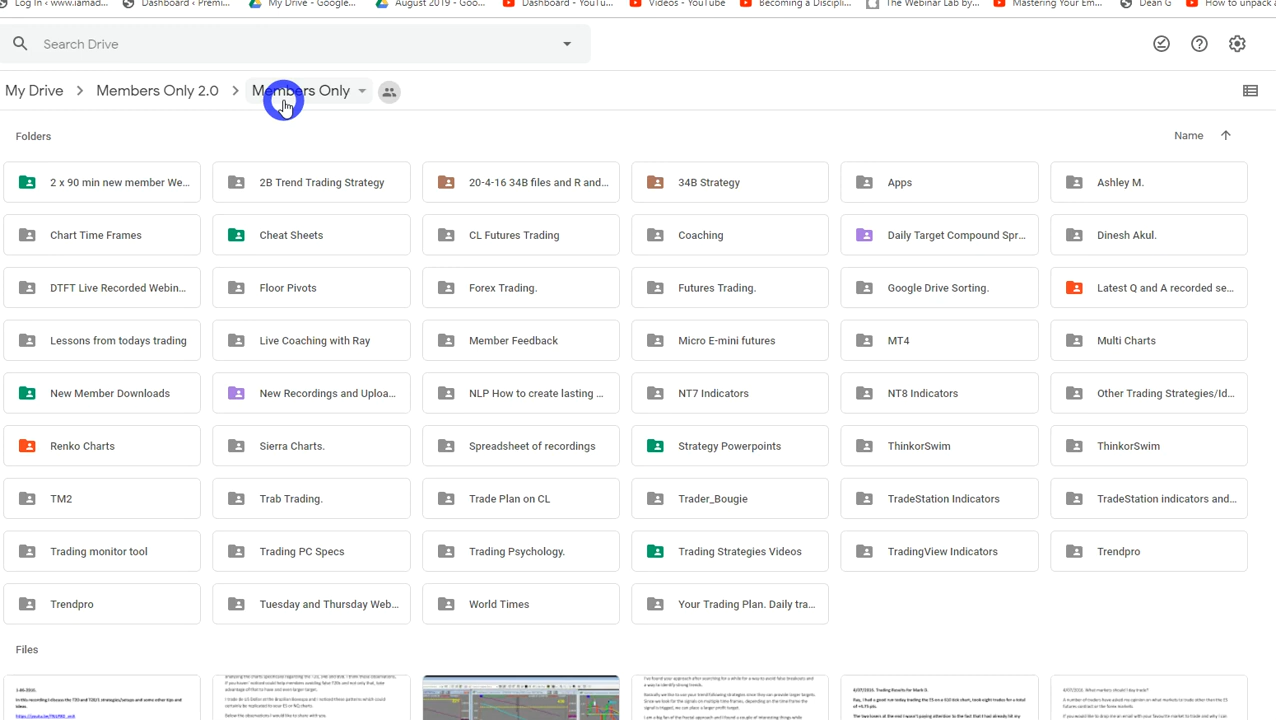 Log In ‹ www.iamad...
Dashboard ‹ Premi...
My Drive - Google...
August 2019 - Goo...
Dashboard - YouTu...
Videos - YouTube
Becoming a Discipli...
The Webinar Lab by...
Mastering Your Em...
Dean G
How to unpack a
Search Drive
My Drive > Members Only 2.0 > Members Only
Folders
Name
2 x 90 min new member We...
2B Trend Trading Strategy
20-4-16 34B files and R and...
34B Strategy
Apps
Ashley M.
Chart Time Frames
Cheat Sheets
CL Futures Trading
Coaching
Daily Target Compound Spr...
Dinesh Akul.
DTFT Live Recorded Webin...
Floor Pivots
Forex Trading.
Futures Trading.
Google Drive Sorting.
Latest Q and A recorded se...
Lessons from todays trading
Live Coaching with Ray
Member Feedback
Micro E-mini futures
MT4
Multi Charts
New Member Downloads
New Recordings and Uploa...
NLP How to create lasting ...
NT7 Indicators
NT8 Indicators
Other Trading Strategies/Id...
Renko Charts
Sierra Charts.
Spreadsheet of recordings
Strategy Powerpoints
ThinkorSwim
ThinkorSwim
TM2
Trab Trading.
Trade Plan on CL
Trader_Bougie
TradeStation Indicators
TradeStation indicators and...
Trading monitor tool
Trading PC Specs
Trading Psychology.
Trading Strategies Videos
TradingView Indicators
Trendpro
Trendpro
Tuesday and Thursday Web...
World Times
Your Trading Plan. Daily tra...
Files